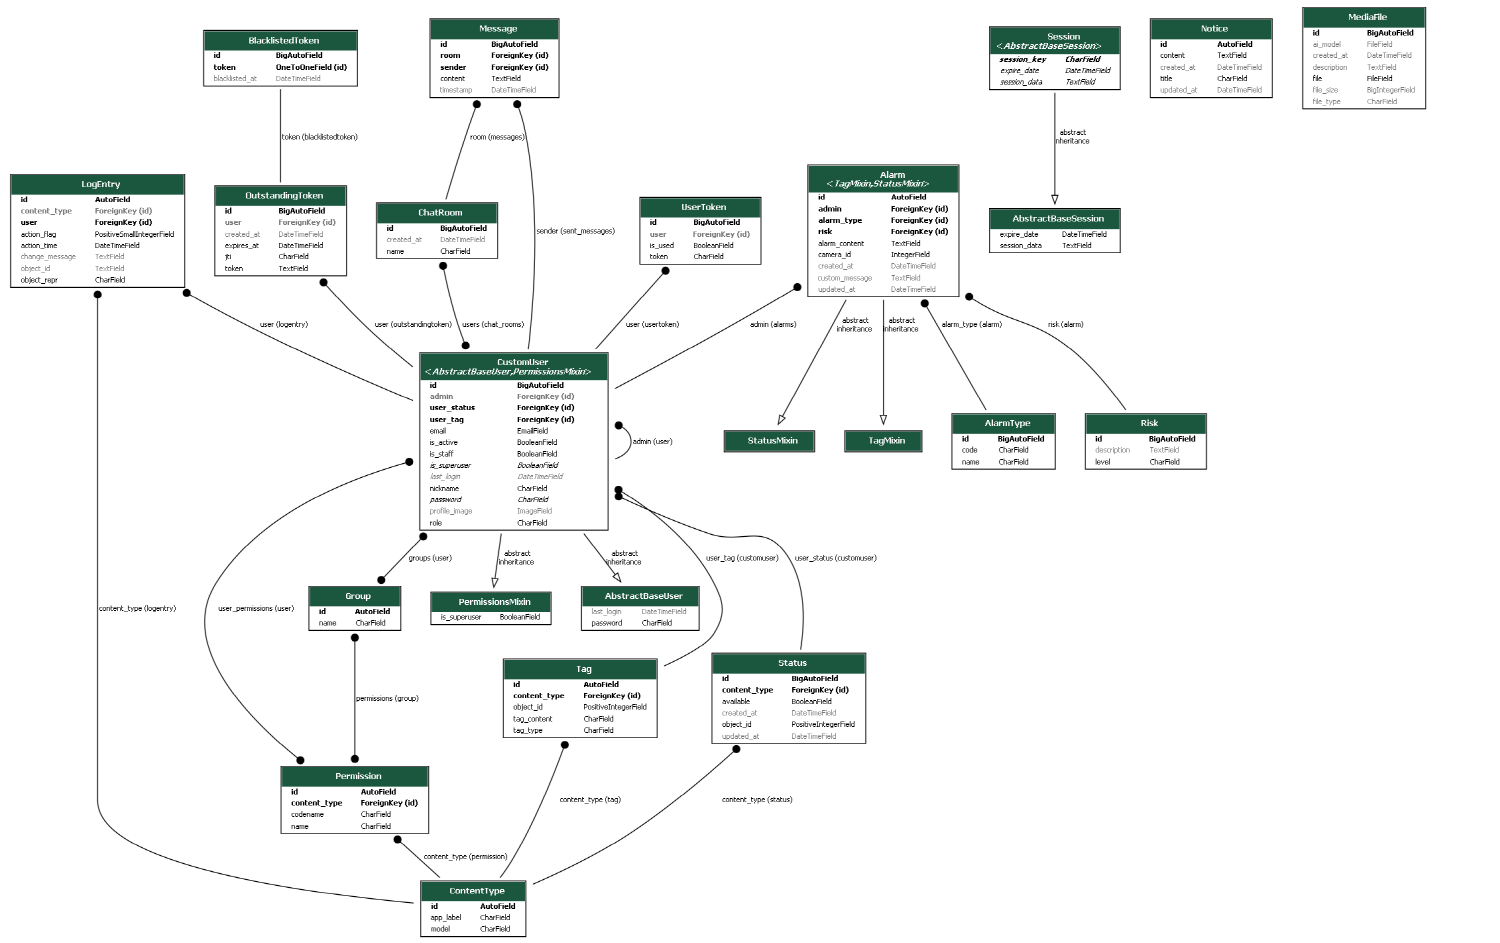 BlacklistedToken
id BigAutoField
token OneToOneField (id)
blacklisted_at DateTimeField
Message
id BigAutoField
room ForeignKey (id)
sender ForeignKey (id)
content TextField
timestamp DateTimeField
Session
<AbstractBaseSession>
session_key CharField
expire_date DateTimeField
session_data TextField
Notice
id AutoField
content TextField
created_at DateTimeField
title CharField
updated_at DateTimeField
MediaFile
id BigAutoField
ai_model FileField
created_at DateTimeField
description TextField
file FileField
file_size BigIntegerField
file_type CharField
token (blacklistedtoken)
room (messages)
abstract
inheritance
LogEntry
id AutoField
content_type ForeignKey (id)
user ForeignKey (id)
action_flag PositiveSmallIntegerField
action_time DateTimeField
change_message TextField
object_id TextField
object_repr CharField
OutstandingToken
id BigAutoField
user ForeignKey (id)
created_at DateTimeField
expires_at DateTimeField
jti CharField
token TextField
ChatRoom
id BigAutoField
created_at DateTimeField
name CharField
sender (sent_messages)
UserToken
id BigAutoField
user ForeignKey (id)
is_used BooleanField
token CharField
Alarm
<TagMixin,StatusMixin>
id AutoField
admin ForeignKey (id)
alarm_type ForeignKey (id)
risk ForeignKey (id)
alarm_content TextField
camera_id IntegerField
created_at DateTimeField
custom_message TextField
updated_at DateTimeField
AbstractBaseSession
expire_date DateTimeField
session_data TextField
user (logentry)
user (outstandingtoken)
users (chat_rooms)
user (usertoken)
admin (alarms)
abstract
inheritance
abstract
inheritance
alarm_type (alarm)
risk (alarm)
CustomUser
<AbstractBaseUser,PermissionsMixin>
id BigAutoField
admin ForeignKey (id)
user_status ForeignKey (id)
user_tag ForeignKey (id)
email EmailField
is_active BooleanField
is_staff BooleanField
is_superuser BooleanField
last_login DateTimeField
nickname CharField
password CharField
profile_image ImageField
role CharField
admin (user)
StatusMixin
TagMixin
AlarmType
id BigAutoField
code CharField
name CharField
Risk
id BigAutoField
description TextField
level CharField
groups (user)
abstract
inheritance
abstract
inheritance
user_tag (customuser)
user_status (customuser)
content_type (logentry)
user_permissions (user)
Group
id AutoField
name CharField
PermissionsMixin
is_superuser BooleanField
AbstractBaseUser
last_login DateTimeField
password CharField
permissions (group)
Tag
id AutoField
content_type ForeignKey (id)
object_id PositiveIntegerField
tag_content CharField
tag_type CharField
Status
id BigAutoField
content_type ForeignKey (id)
available BooleanField
created_at DateTimeField
object_id PositiveIntegerField
updated_at DateTimeField
Permission
id AutoField
content_type ForeignKey (id)
codename CharField
name CharField
content_type (tag)
content_type (status)
content_type (permission)
ContentType
id AutoField
app_label CharField
model CharField